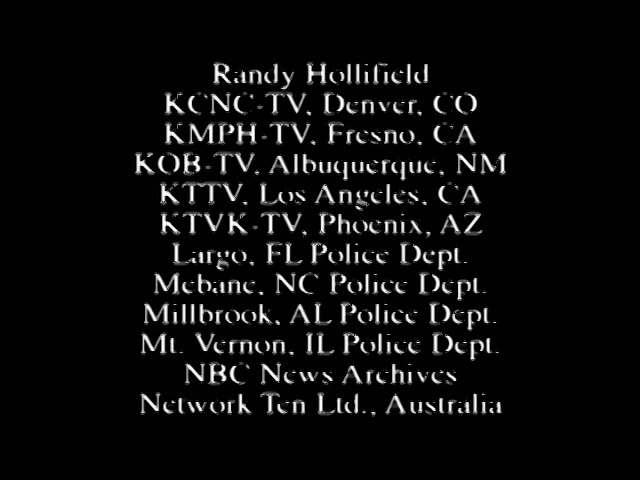 Randy Hollifield
KCNC-TV, Denver, CO
KMPH-TV, Fresno, CA
KOB-TV, Albuquerque, NM
KTTV, Los Angeles, CA
KTVK-TV, Phoenix, AZ
Largo, FL Police Dept.
Mebane, NC Police Dept.
Millbrook, AL Police Dept.
Mt. Vernon, IL Police Dept.
NBC News Archives
Network Ten Ltd., Australia